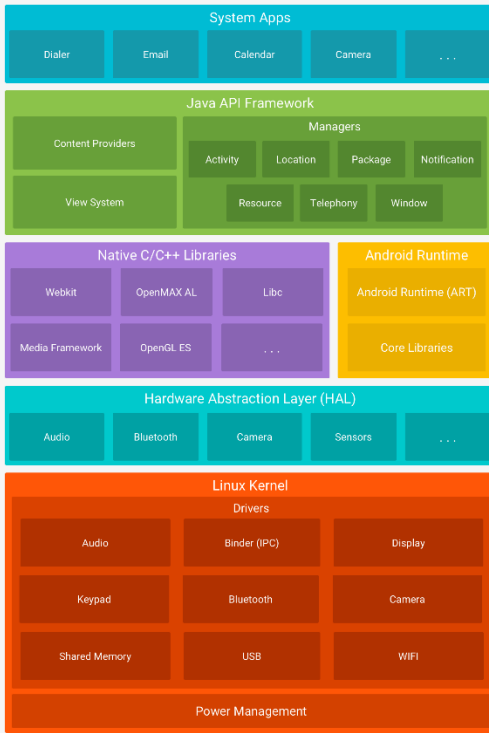 System Apps
Dialer
Email
Calendar
Camera
. . .
Java API Framework
Content Providers
View System
Managers
Activity
Location
Package
Notification
Resource
Telephony
Window
Native C/C++ Libraries
Webkit
OpenMAX AL
Libc
Media Framework
OpenGL ES
. . .
Android Runtime
Android Runtime (ART)
Core Libraries
Hardware Abstraction Layer (HAL)
Audio
Bluetooth
Camera
Sensors
. . .
Linux Kernel
Drivers
Audio
Binder (IPC)
Display
Keypad
Bluetooth
Camera
Shared Memory
USB
WIFI
Power Management